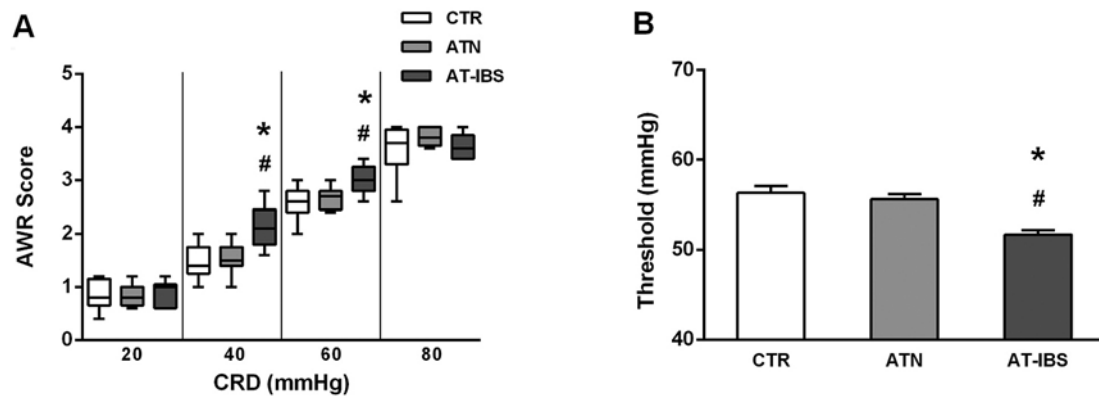 A
CTR
ATN
AT-IBS
AWR Score
5
4
3
2
1
0
*
#
*
#
20 40 60 80
CRD (mmHg)
B
Threshold (mmHg)
70
60
50
40
*
#
CTR ATN AT-IBS